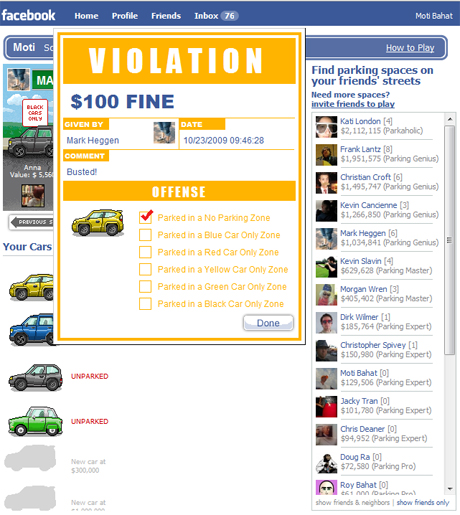 facebook Home Profile Friends Inbox 76 Moti Bahat
Moti How to Play
VIOLATION
$100 FINE
GIVEN BY DATE
Mark Heggen 10/23/2009 09:46:28
COMMENT
Busted!
OFFENSE
Parked in a No Parking Zone
Parked in a Blue Car Only Zone
Parked in a Red Car Only Zone
Parked in a Yellow Car Only Zone
Parked in a Green Car Only Zone
Parked in a Black Car Only Zone
Done
BLACK
CARS
ONLY
Anna
Value: $ 5,56
PREVIOUS S
Your Cars
UNPARKED
UNPARKED
New car at
$300,000
New car at
Find parking spaces on
your friends' streets
Need more spaces?
invite friends to play
Kati London [4]
$2,112,115 (Parkaholic)
Frank Lantz [8]
$1,951,575 (Parking Genius)
Christian Croft [6]
$1,495,747 (Parking Genius)
Kevin Cancienne [3]
$1,266,850 (Parking Genius)
Mark Heggen [6]
$1,034,841 (Parking Genius)
Kevin Slavin [4]
$629,628 (Parking Master)
Morgan Wren [3]
$405,402 (Parking Master)
Dirk Wilmer [1]
$185,764 (Parking Expert)
Christopher Spivey [1]
$150,980 (Parking Expert)
Moti Bahat [0]
$129,506 (Parking Expert)
Jacky Tran [0]
$101,780 (Parking Expert)
Chris Deaner [0]
$94,952 (Parking Expert)
Doug Ra [0]
$72,580 (Parking Pro)
Roy Bahat [0]
$61,000 (Parking Pro)
show friends & neighbors | show friends only